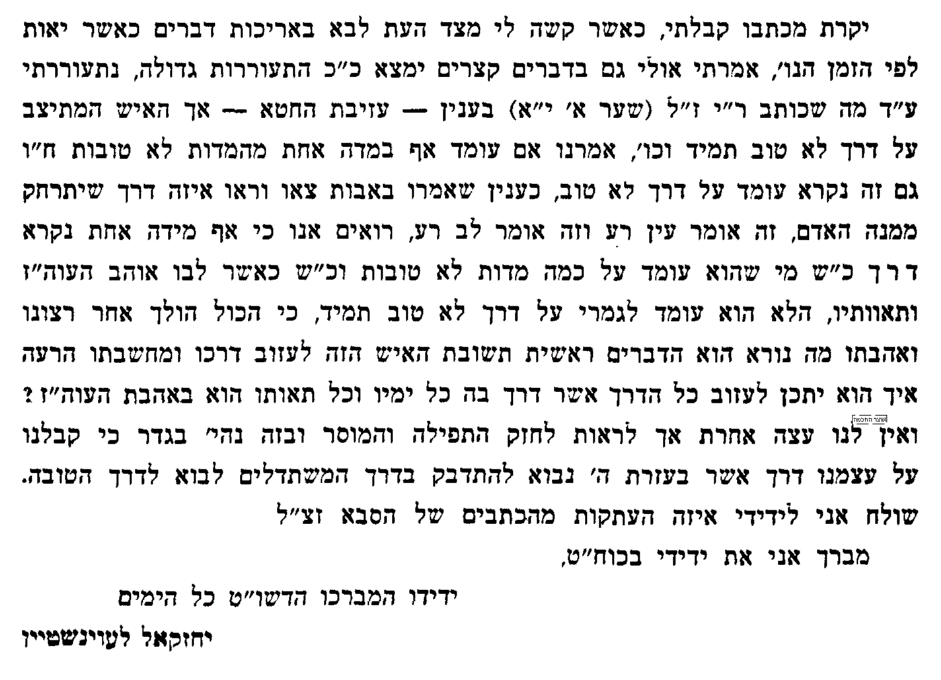 יקרת מכתבו קבלתי, כאשר קשה לי מצד העת לבא באריכות דברים כאשר יאות
לפי הזמן הנו', אמרתי אולי גם בדברים קצרים ימצא כ״כ התעוררות גדולה, נתעוררתי
ע״ד מה שכותב ר״י ז״ל (שער א' י״א) בענין — עזיבת החטא — אך האיש המתיצב
על דרך לא טוב תמיד וכו', אמרנו אם עומד אף במדה אחת מהמדות לא טובות ח״ו
גם זה נקרא עומד על דרך לא טוב, כענין שאמרו באבות צאו וראו איזה דרך שיתרחק
ממנה האדם, זה אומר עין רע וזה אומר לב רע, רואים אנו כי אף מידה אחת נקרא
דרך כ״ש מי שהוא עומד על כמה מדות לא טובות וכ״ש כאשר לבו אוהב העוה״ז
ותאוותיו, הלא הוא עומד לגמרי על דרך לא טוב תמיד, כי הכול הולך אחר רצונו
ואהבתו מה נורא הוא הדברים ראשית תשובת האיש הזה לעזוב דרכו ומחשבתו הרעה
איך הוא יתכן לעזוב כל הדרך אשר דרך בה כל ימיו וכל תאותו הוא באהבת העוה״ז?
ואין לנו עצה אחרת אך לראות לחזק התפילה והמוסר ובזה נהי' בגדר כי קבלנו
על עצמנו דרך אשר בעזרת ה' נבוא להתדבק בדרך המשתדלים לבוא לדרך הטובה.
שולח אני לידידי איזה העתקות מהכתבים של הסבא זצ״ל
מברך אני את ידידי בכוח״ט,
ידידו המברכו הדשו״ט כל הימים
יחזקאל לעוינשטיין